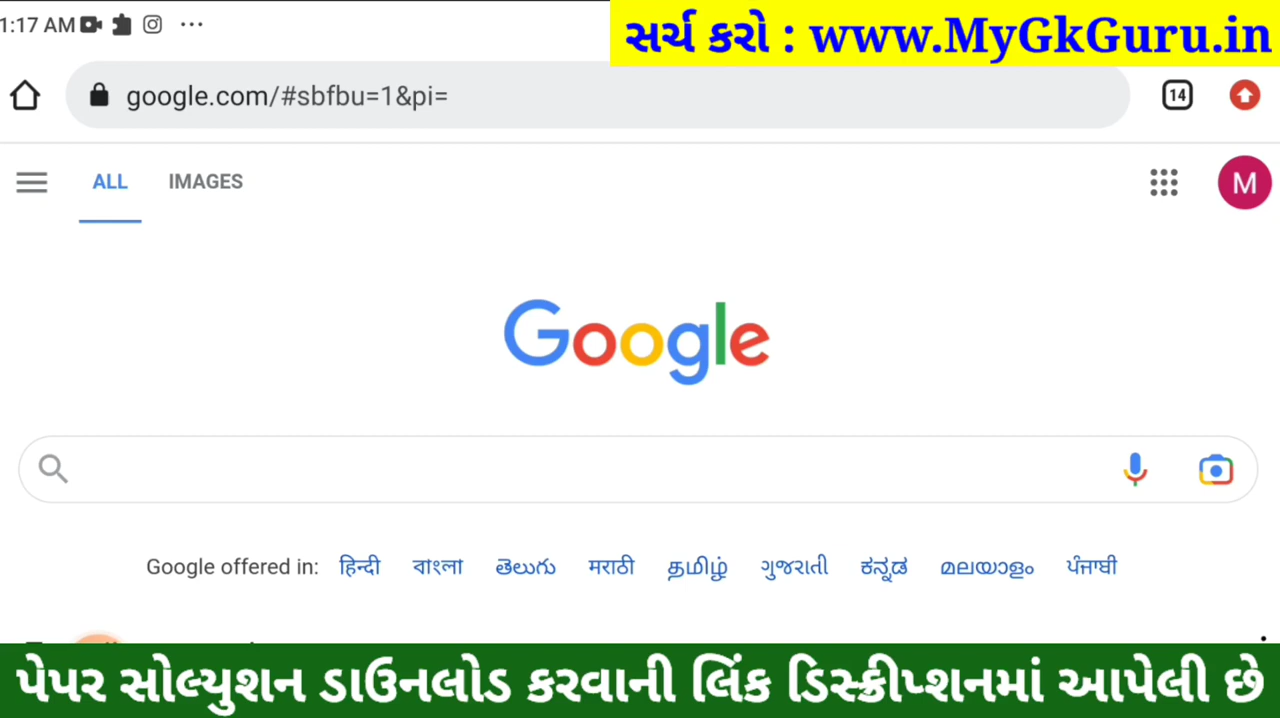 1:17 AM
સર્ચ કરો : www.MyGkGuru.in
google.com/#sbfbu=1&pi=
14
ALL IMAGES
M
Google
Google offered in: हिन्दी বাংলা తెలుగు मराठी தமிழ் ગુજરાતી ಕನ್ನಡ മലയാളം ਪੰਜਾਬੀ
પેપર સોલ્યુશન ડાઉનલોડ કરવાની લિંક ડિસ્ક્રીપ્શનમાં આપેલી છે